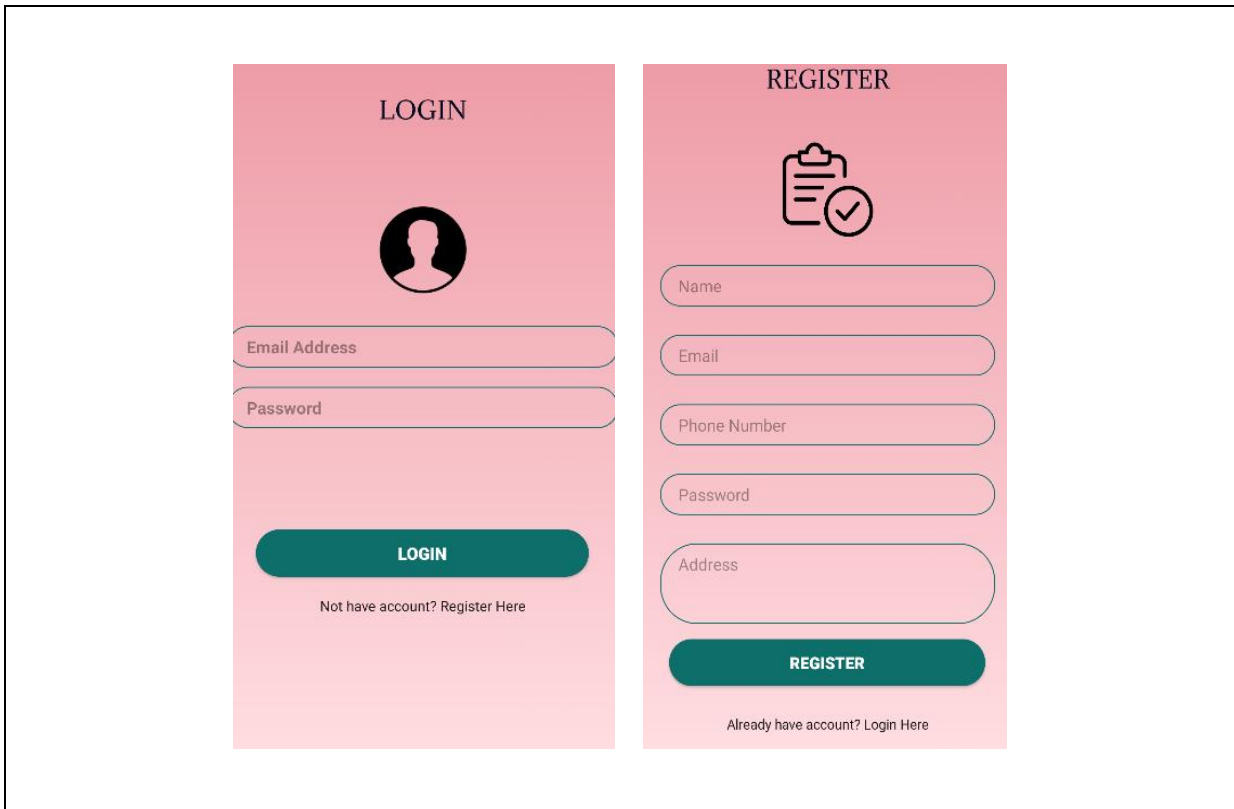 LOGIN
Email Address
Password
LOGIN
Not have account? Register Here
REGISTER
Name
Email
Phone Number
Password
Address
REGISTER
Already have account? Login Here